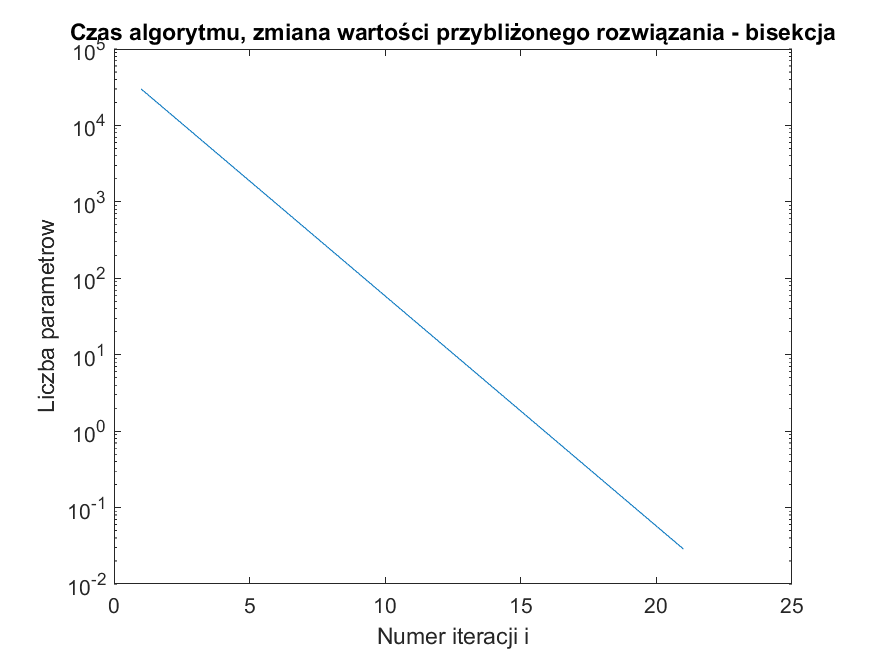 Czas algorytmu, zmiana wartości przybliżonego rozwiązania - bisekcja
10^5
10^4
10^3
10^2
10^1
10^0
10^-1
10^-2
Liczba parametrow
0 5 10 15 20 25
Numer iteracji i